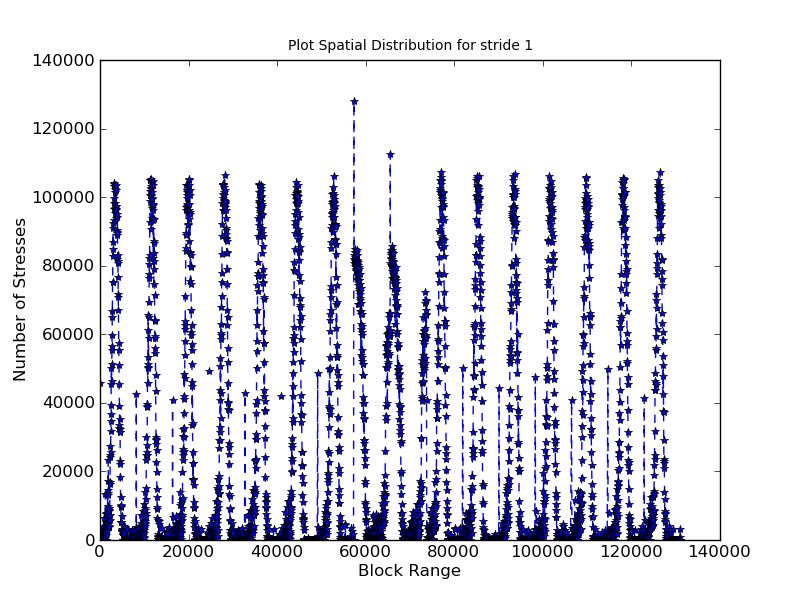 Plot Spatial Distribution for stride 1
140000
120000
100000
80000
60000
40000
20000
0
Number of Stresses
0 20000 40000 60000 80000 100000 120000 140000
Block Range